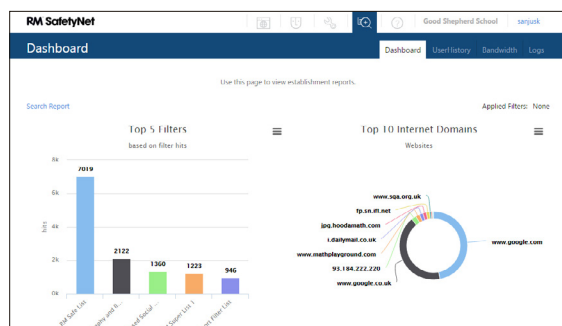 RM SafetyNet
Good Shepherd School
sanjusk
Dashboard
Dashboard
UserHistory
Bandwidth
Logs
Use this page to view establishment reports.
Search Report
Applied Filters: None
Top 5 Filters
based on filter hits
8k
6k
4k
2k
0k
hits
7019
2122
1360
1223
946
RM Safe List
Top 10 Internet Domains
Websites
www.sqa.org.uk
fp.sn.ifl.net
jpg.hoodamath.com
i.dailymail.co.uk
www.mathplayground.com
93.184.222.220
www.google.co.uk
www.google.com